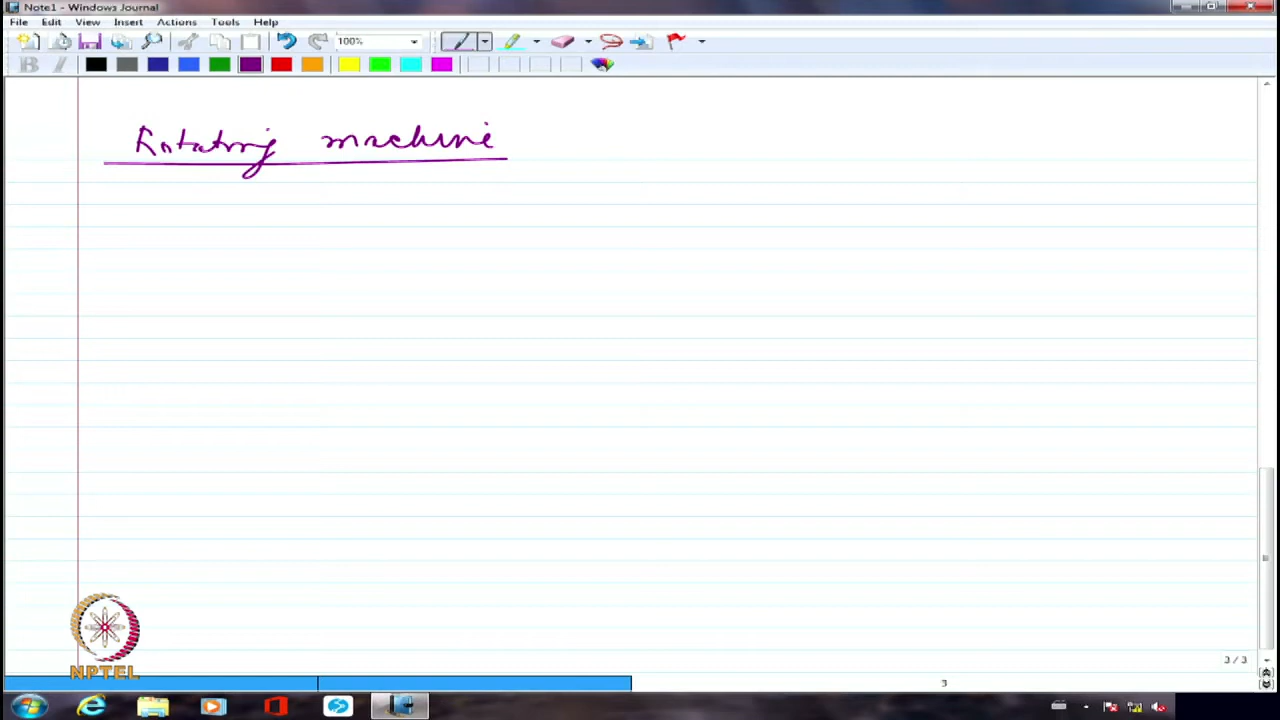 Note1 - Windows Journal
File Edit View Insert Actions Tools Help
100%
B I
Rotating machine
3 / 3
NPTEL
3